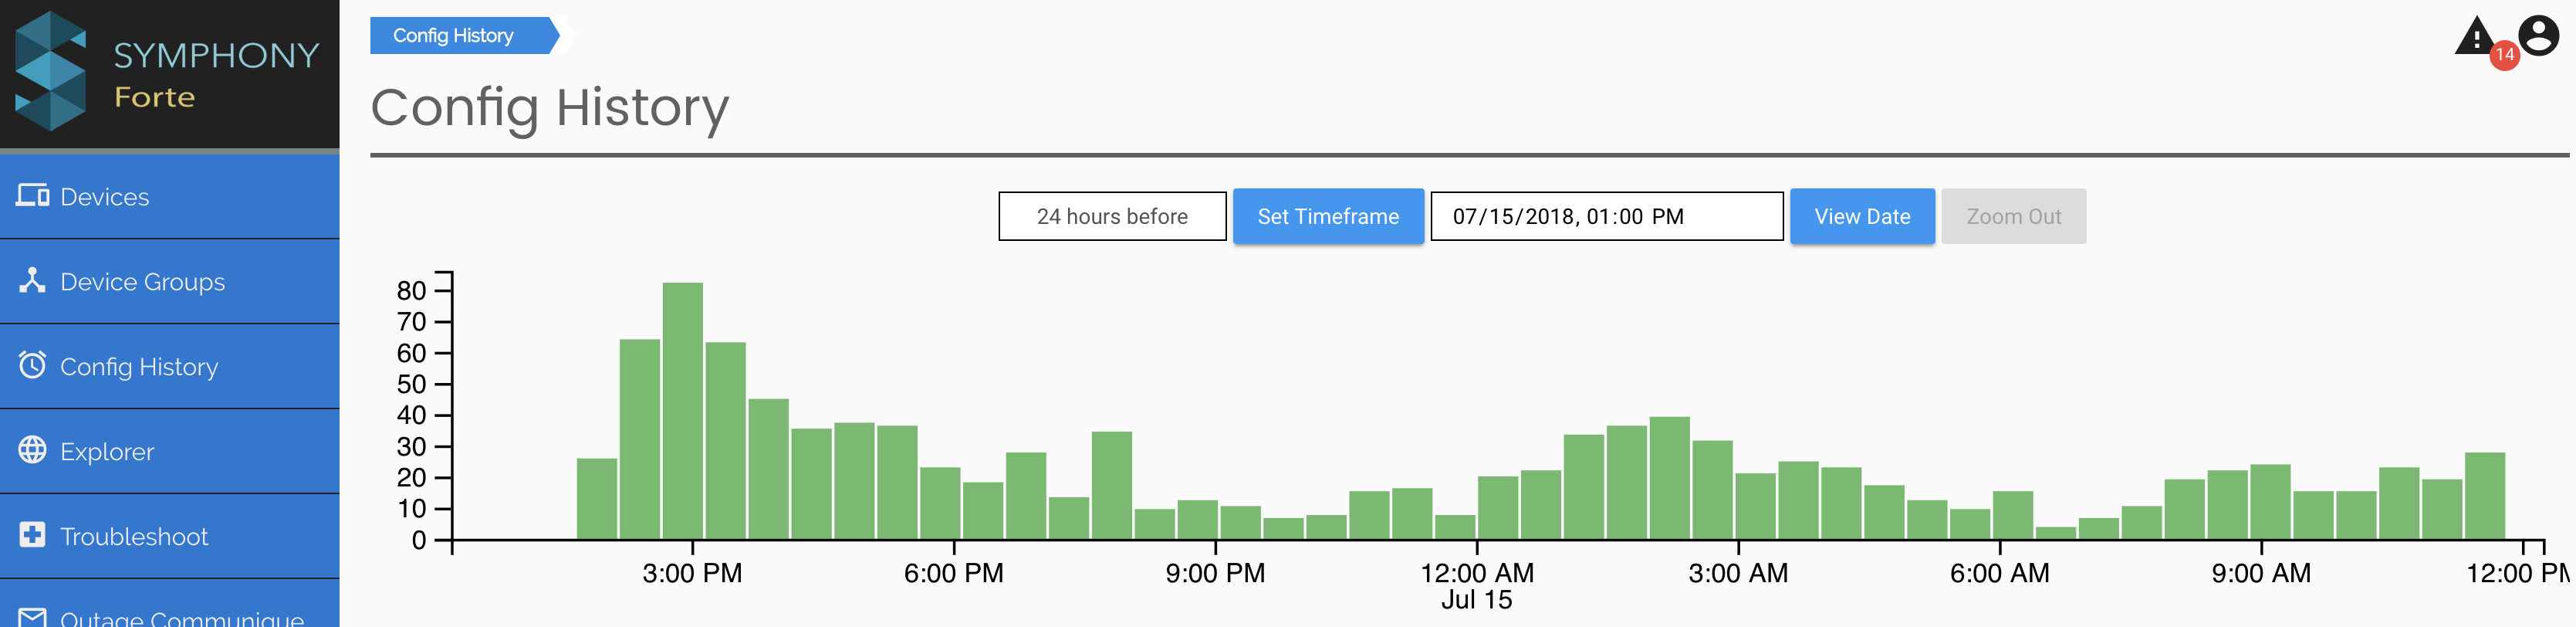 SYMPHONY
Forte
Devices
Device Groups
Config History
Explorer
Troubleshoot
Outage Communique
Config History
14
Config History
24 hours before Set Timeframe 07/15/2018, 01:00 PM View Date Zoom Out
80
70
60
50
40
30
20
10
0
3:00 PM 6:00 PM 9:00 PM 12:00 AM 3:00 AM 6:00 AM 9:00 AM 12:00 PM
Jul 15